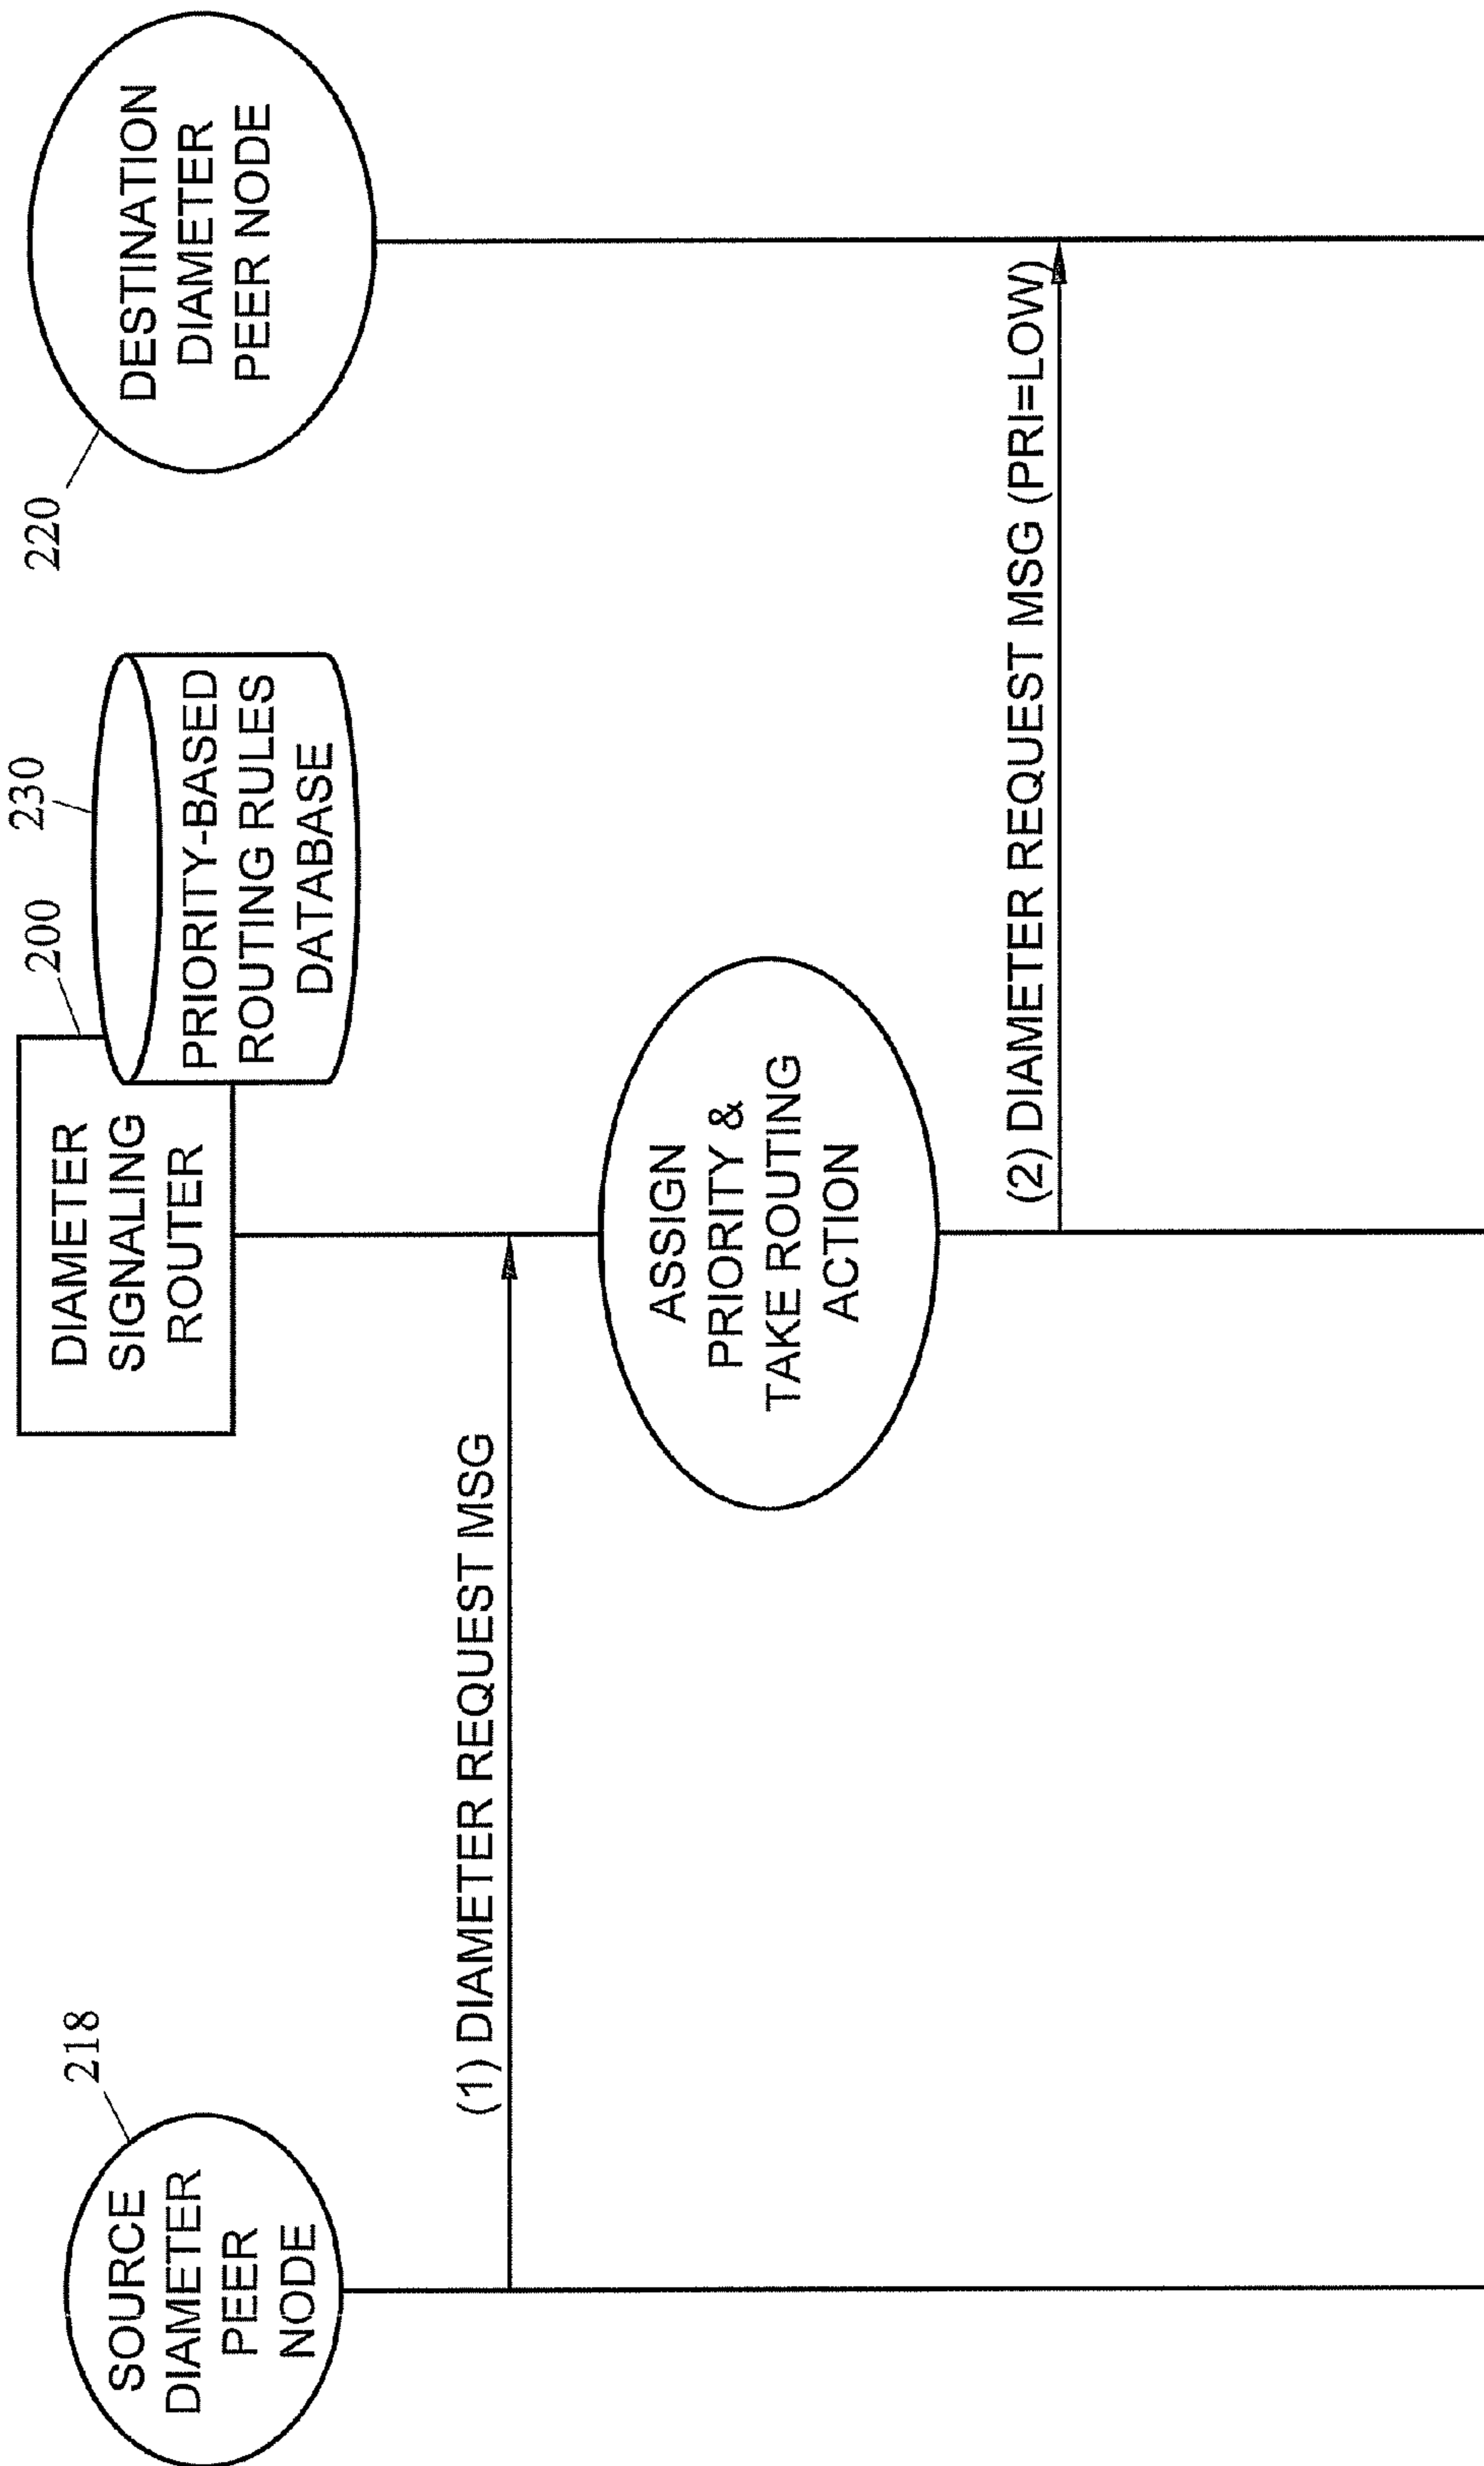 SOURCE
DIAMETER
PEER
NODE
218
DIAMETER
SIGNALING
ROUTER
200
PRIORITY-BASED
ROUTING RULES
DATABASE
230
DESTINATION
DIAMETER
PEER NODE
220
(1) DIAMETER REQUEST MSG
ASSIGN
PRIORITY &
TAKE ROUTING
ACTION
(2) DIAMETER REQUEST MSG (PRI=LOW)